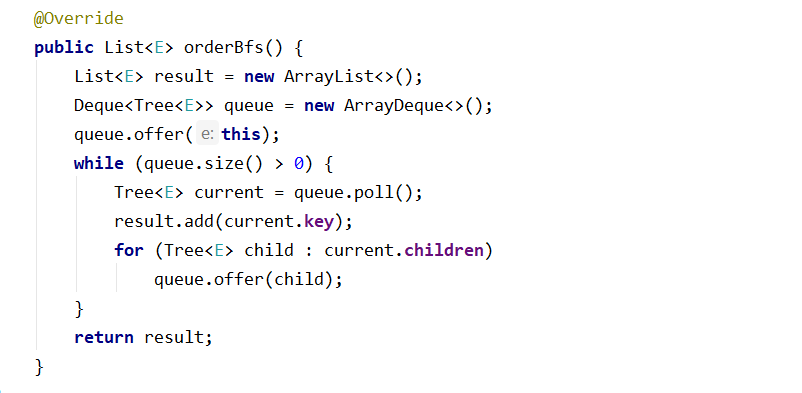 @Override
public List<E> orderBfs() {
    List<E> result = new ArrayList<>();
    Deque<Tree<E>> queue = new ArrayDeque<>();
    queue.offer( e: this);
    while (queue.size() > 0) {
        Tree<E> current = queue.poll();
        result.add(current.key);
        for (Tree<E> child : current.children)
            queue.offer(child);
    }
    return result;
}